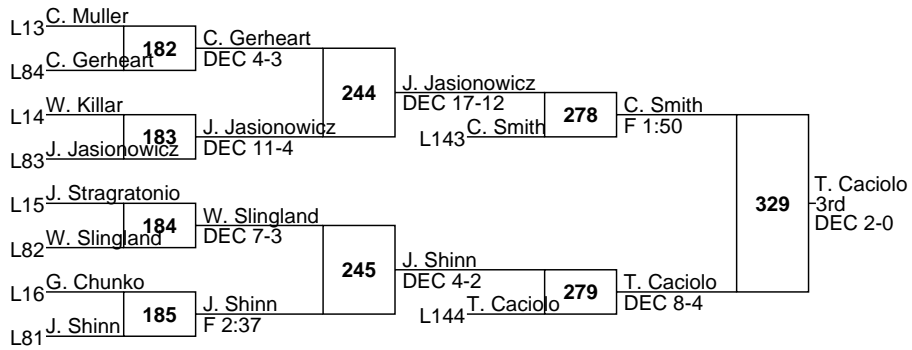 L13 C. Muller
182
L84 C. Gerheart
C. Gerheart
DEC 4-3
244
L14 W. Killar
183
L83 J. Jasionowicz
J. Jasionowicz
DEC 11-4
J. Jasionowicz
DEC 17-12
278
L143 C. Smith
C. Smith
F 1:50
329
L15 J. Stragratonio
184
L82 W. Slingland
W. Slingland
DEC 7-3
245
L16 G. Chunko
185
L81 J. Shinn
J. Shinn
F 2:37
J. Shinn
DEC 4-2
279
L144 T. Caciolo
T. Caciolo
DEC 8-4
T. Caciolo
3rd
DEC 2-0